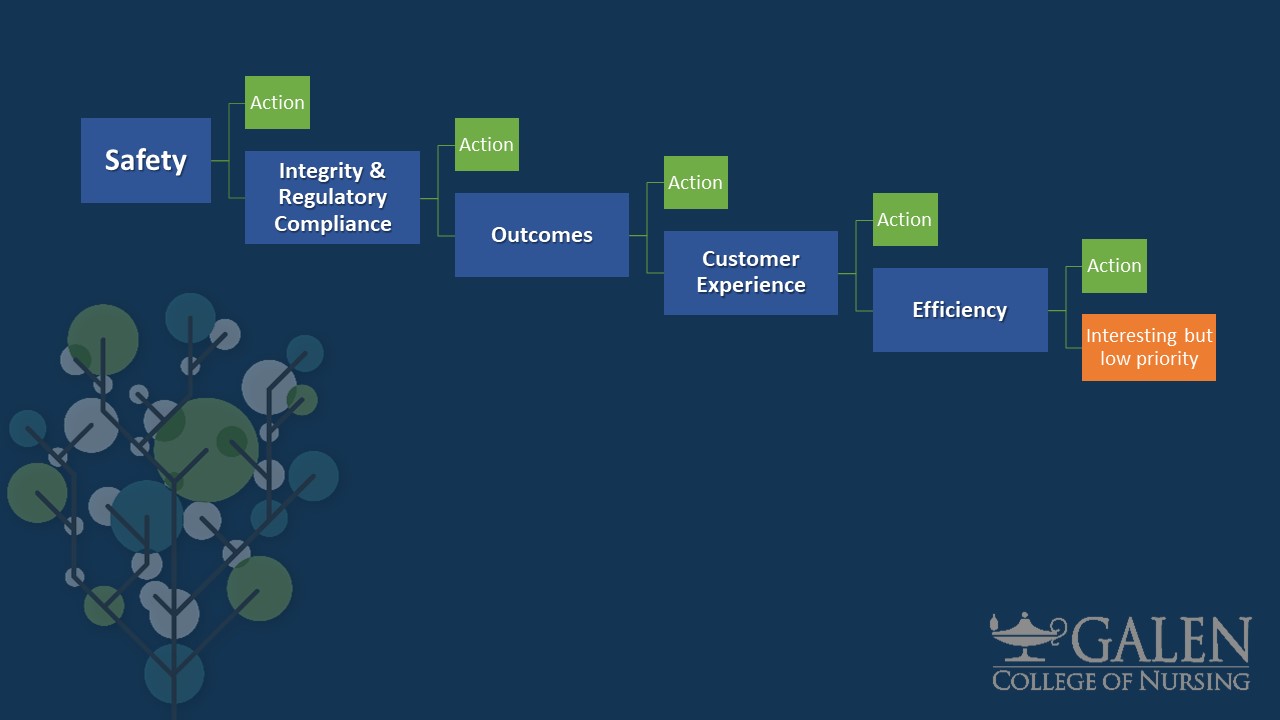 Safety
Action
Integrity &
Regulatory
Compliance
Action
Outcomes
Action
Customer
Experience
Action
Efficiency
Action
Interesting but
low priority
GALEN
COLLEGE OF NURSING